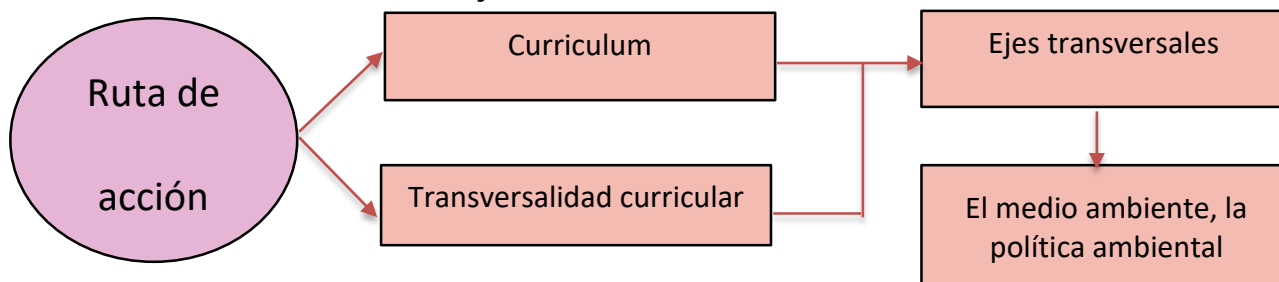 Ruta de
acción
Curriculum
Transversalidad curricular
Ejes transversales
El medio ambiente, la
política ambiental